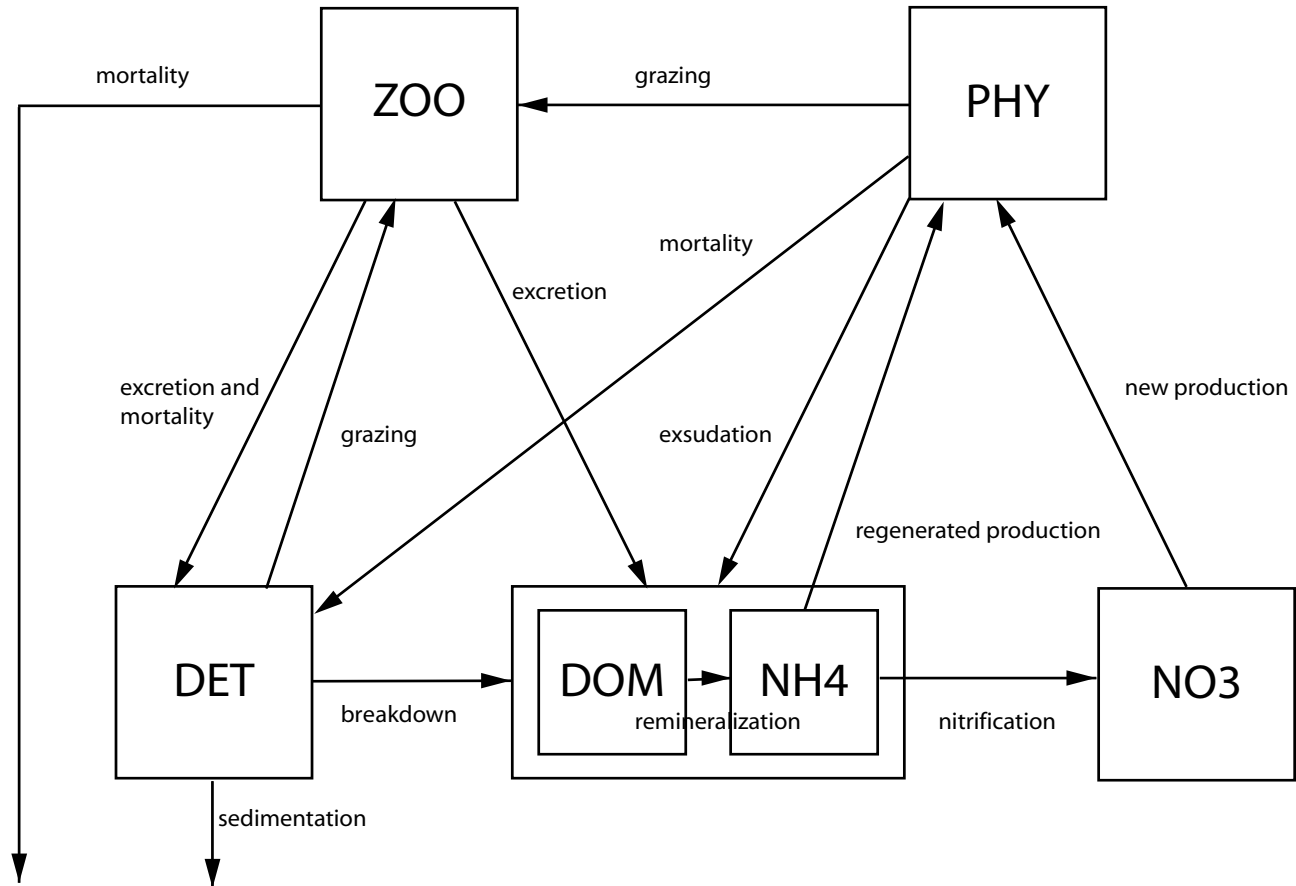 mortality
grazing
ZOO
PHY
mortality
excretion
excretion and
mortality
new production
grazing
exsudation
regenerated production
DET
DOM
NH4
NO3
breakdown
remineralization
nitrification
sedimentation